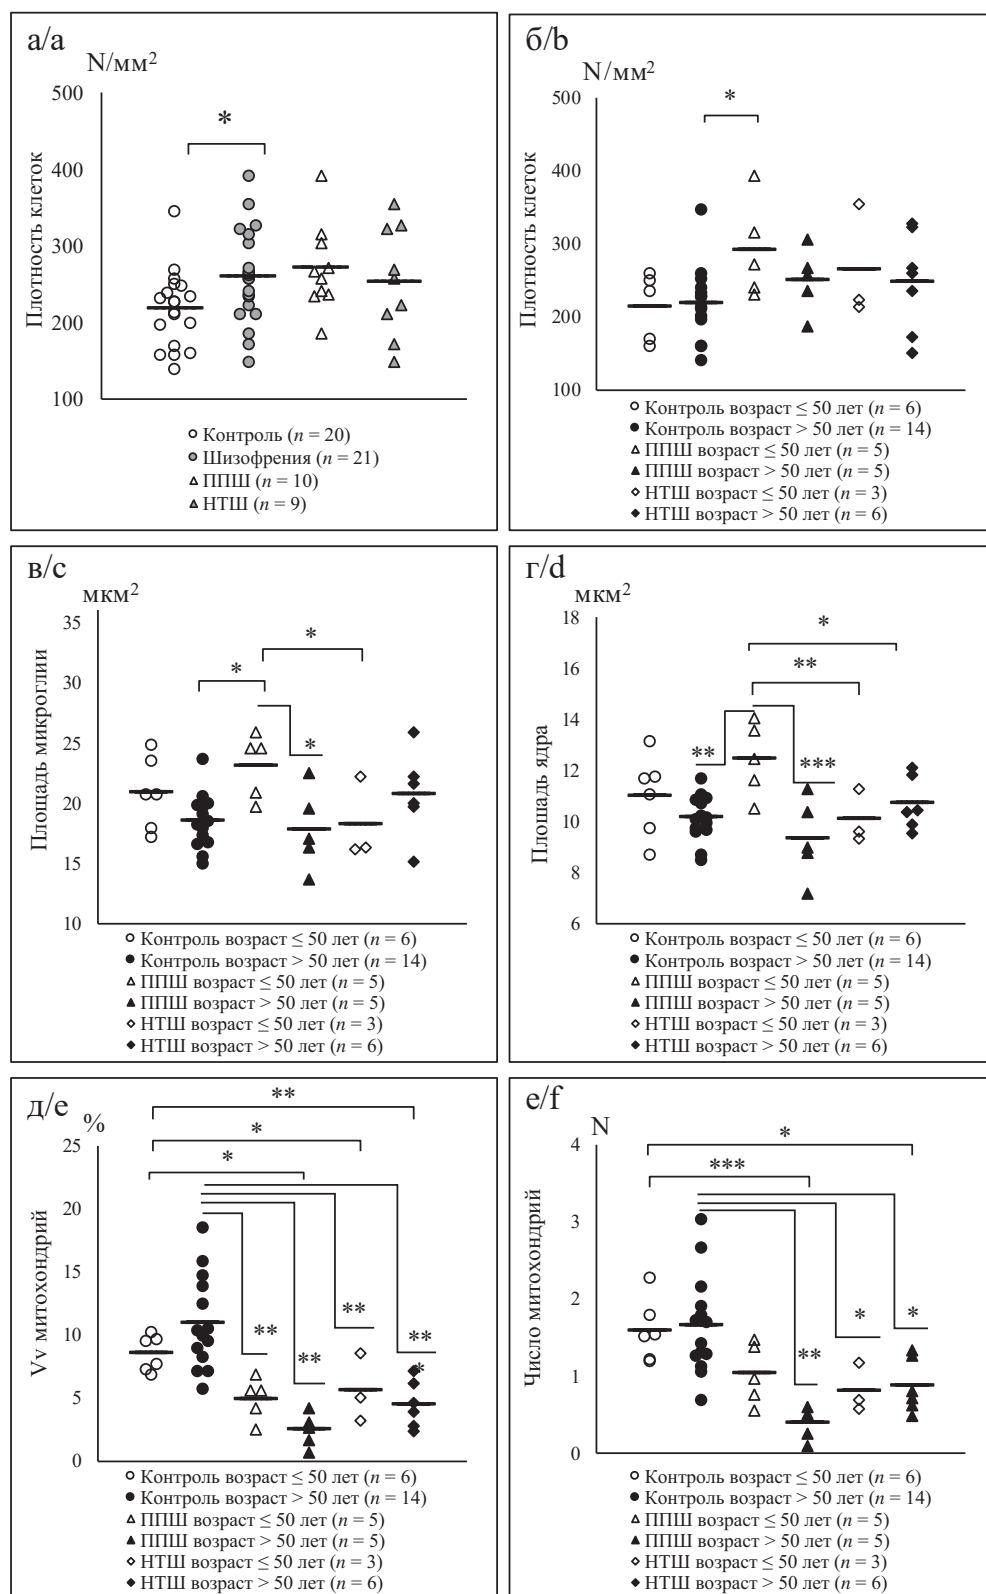 а/a
N/мм²
500
400
300
200
100
Плотность клеток
*
Контроль (n = 20)
Шизофрения (n = 21)
ППШ (n = 10)
НТШ (n = 9)
б/b
N/мм²
500
400
300
200
100
Плотность клеток
*
Контроль возраст ≤ 50 лет (n = 6)
Контроль возраст > 50 лет (n = 14)
ППШ возраст ≤ 50 лет (n = 5)
ППШ возраст > 50 лет (n = 5)
НТШ возраст ≤ 50 лет (n = 3)
НТШ возраст > 50 лет (n = 6)
в/c
мкм²
35
30
25
20
15
10
Площадь микроглии
*
*
*
Контроль возраст ≤ 50 лет (n = 6)
Контроль возраст > 50 лет (n = 14)
ППШ возраст ≤ 50 лет (n = 5)
ППШ возраст > 50 лет (n = 5)
НТШ возраст ≤ 50 лет (n = 3)
НТШ возраст > 50 лет (n = 6)
г/d
мкм²
18
16
14
12
10
8
6
Плошадь ядра
*
**
**
***
Контроль возраст ≤ 50 лет (n = 6)
Контроль возраст > 50 лет (n = 14)
ППШ возраст ≤ 50 лет (n = 5)
ППШ возраст > 50 лет (n = 5)
НТШ возраст ≤ 50 лет (n = 3)
НТШ возраст > 50 лет (n = 6)
д/e
%
25
20
15
10
5
0
Vv митохондрий
**
*
*
**
**
**
**
*
Контроль возраст ≤ 50 лет (n = 6)
Контроль возраст > 50 лет (n = 14)
ППШ возраст ≤ 50 лет (n = 5)
ППШ возраст > 50 лет (n = 5)
НТШ возраст ≤ 50 лет (n = 3)
НТШ возраст > 50 лет (n = 6)
е/f
N
4
3
2
1
0
Число митохондрий
*
***
**
*
*
Контроль возраст ≤ 50 лет (n = 6)
Контроль возраст > 50 лет (n = 14)
ППШ возраст ≤ 50 лет (n = 5)
ППШ возраст > 50 лет (n = 5)
НТШ возраст ≤ 50 лет (n = 3)
НТШ возраст > 50 лет (n = 6)